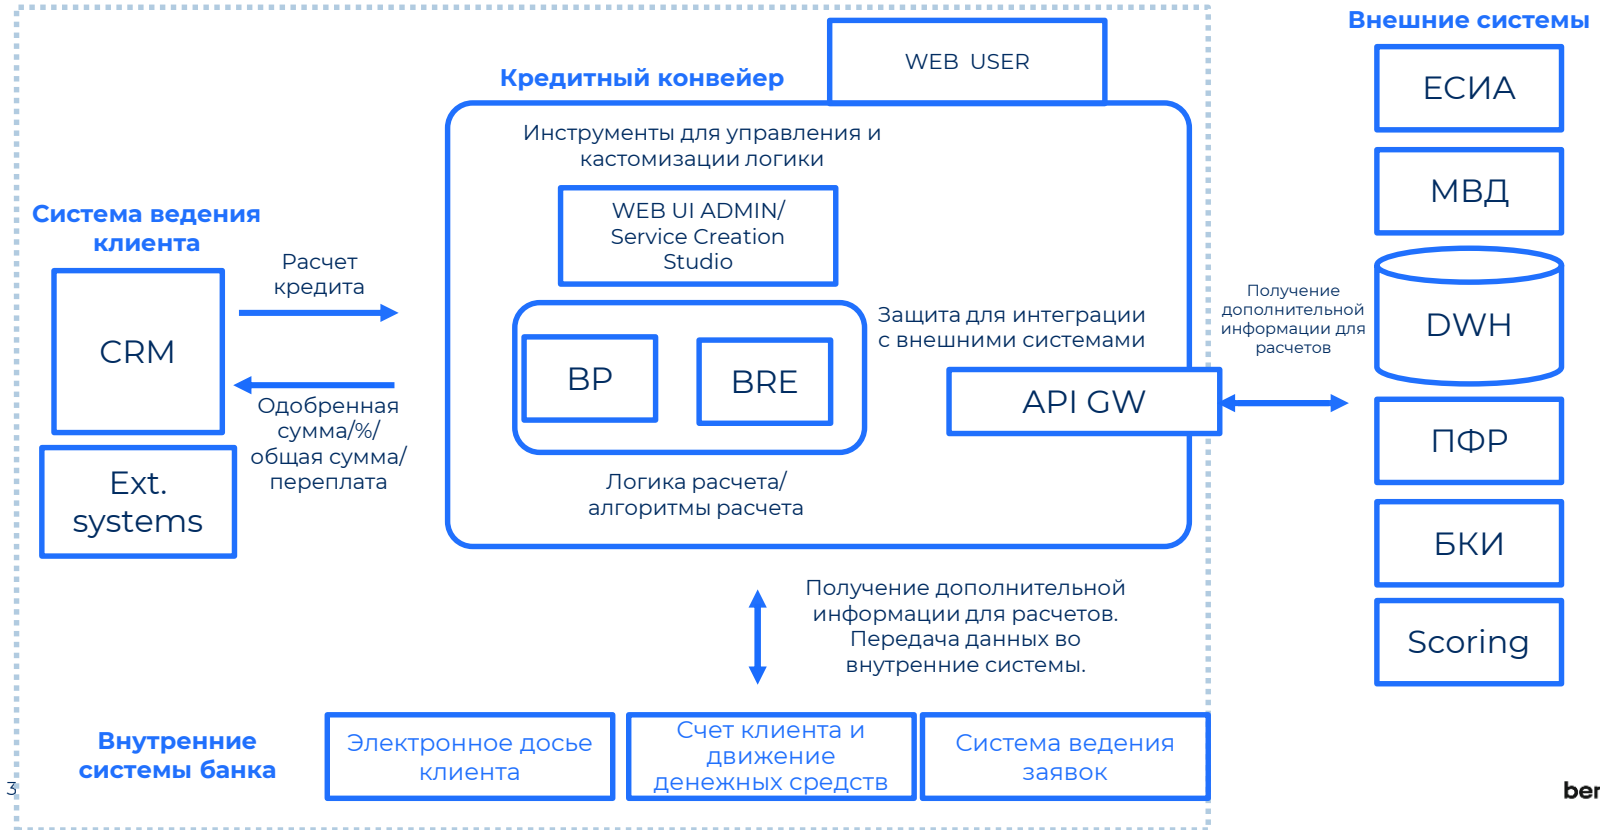 Внешние системы
WEB USER
Кредитный конвейер
ЕСИА
Инструменты для управления и
кастомизации логики
МВД
Система ведения
клиента
WEB UI ADMIN/
Service Creation
Studio
Расчет
кредита
CRM
Одобренная
сумма/%/
общая сумма/
переплата
Ext.
systems
BP
BRE
Логика расчета/
алгоритмы расчета
Защита для интеграции
с внешними системами
API GW
Получение
дополнительной
информации для
расчетов
DWH
ПФР
БКИ
Scoring
Получение дополнительной
информации для расчетов.
Передача данных во
внутренние системы.
Внутренние
системы банка
Электронное досье
клиента
Счет клиента и
движение
денежных средств
Система ведения
заявок
3
ber